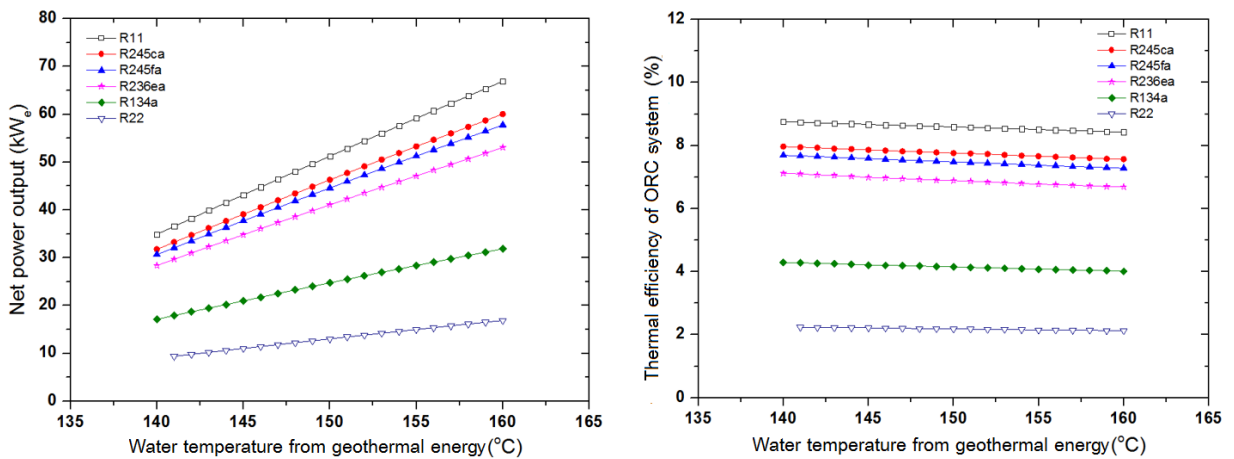 80
70
60
50
40
30
20
10
0
Net power output (kWe)
R11
R245ca
R245fa
R236ea
R134a
R22
135
140
145
150
155
160
165
Water temperature from geothermal energy(°C)
12
10
8
6
4
2
0
Thermal efficiency of ORC system (%)
R11
R245ca
R245fa
R236ea
R134a
R22
135
140
145
150
155
160
165
Water temperature from geothermal energy(°C)